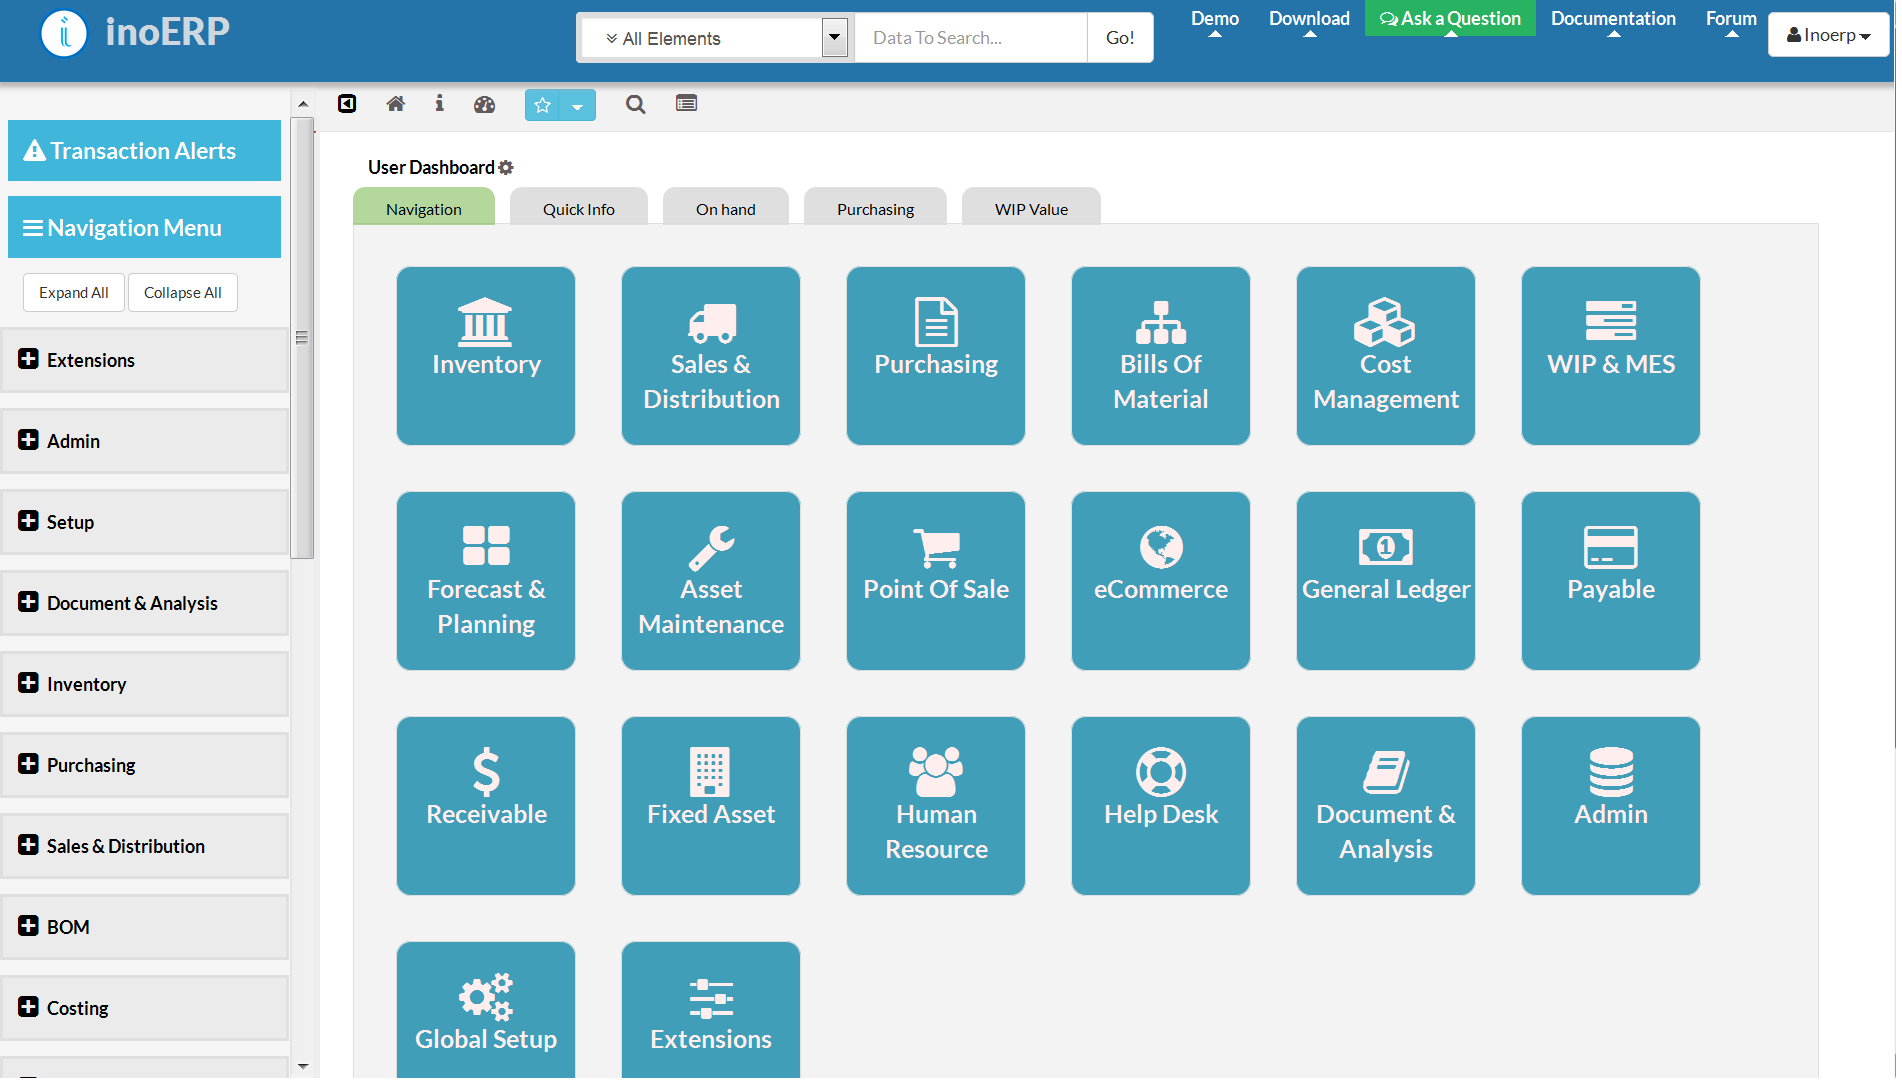 inoERP
All Elements
Data To Search...
Go!
Demo
Download
Ask a Question
Documentation
Forum
Inoerp
Transaction Alerts
Navigation Menu
Expand All
Collapse All
Extensions
Admin
Setup
Document & Analysis
Inventory
Purchasing
Sales & Distribution
BOM
Costing
User Dashboard
Navigation
Quick Info
On hand
Purchasing
WIP Value
Inventory
Sales &
Distribution
Purchasing
Bills Of
Material
Cost
Management
WIP & MES
Forecast &
Planning
Asset
Maintenance
Point Of Sale
eCommerce
General Ledger
Payable
Receivable
Fixed Asset
Human
Resource
Help Desk
Document &
Analysis
Admin
Global Setup
Extensions